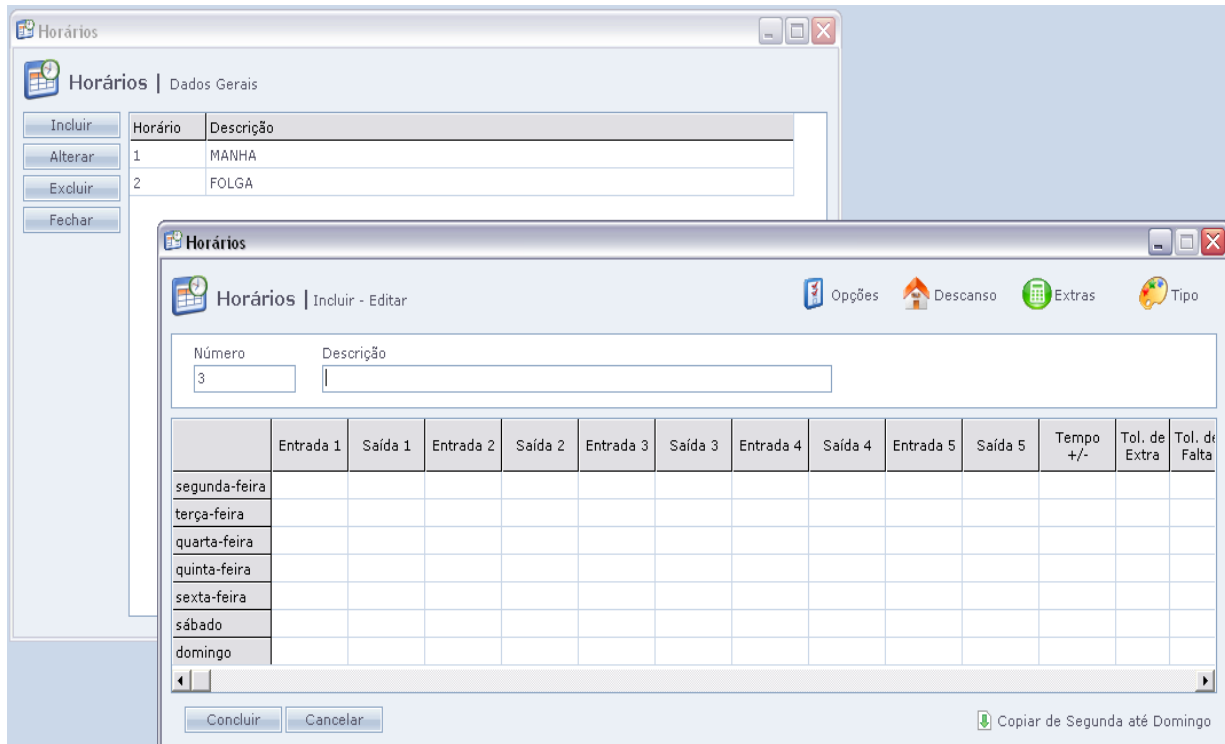 Horários
Horários | Dados Gerais
Incluir
Alterar
Excluir
Fechar
Horário Descrição
1 MANHA
2 FOLGA
Horários
Horários | Incluir - Editar
Opções Descanso Extras Tipo
Número Descrição
3
Entrada 1 Saída 1 Entrada 2 Saída 2 Entrada 3 Saída 3 Entrada 4 Saída 4 Entrada 5 Saída 5 Tempo +/- Tol. de Extra Tol. de Falta
segunda-feira
terça-feira
quarta-feira
quinta-feira
sexta-feira
sábado
domingo
Concluir Cancelar Copiar de Segunda até Domingo